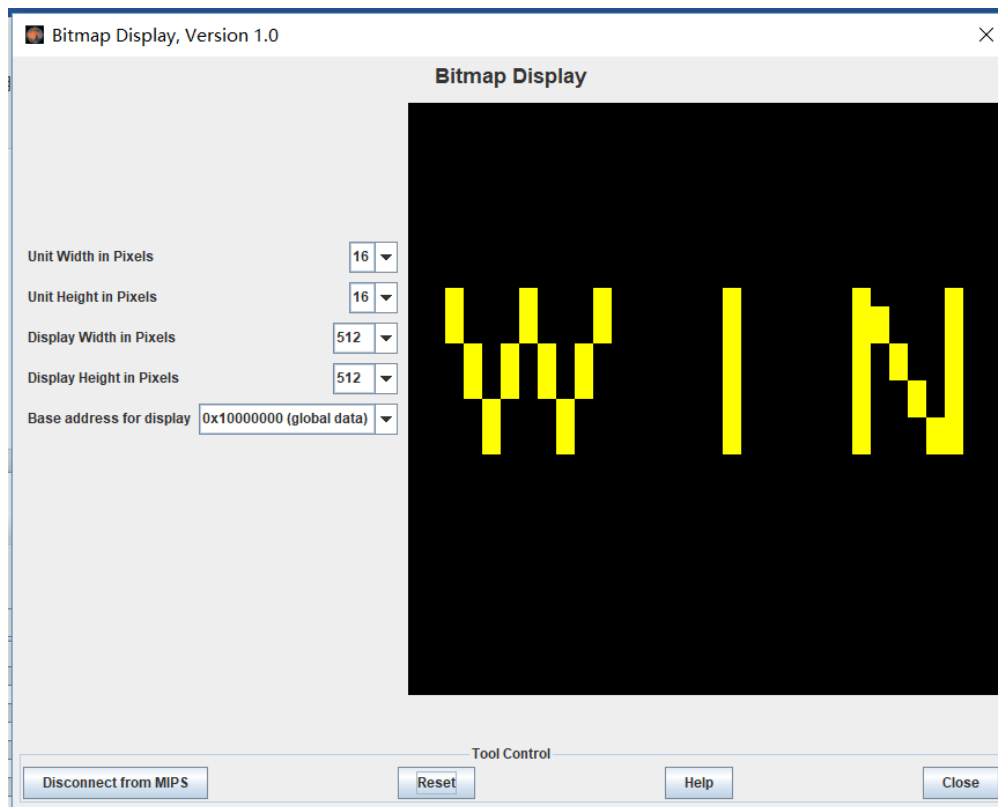 Bitmap Display, Version 1.0
Bitmap Display
Unit Width in Pixels 16
Unit Height in Pixels 16
Display Width in Pixels 512
Display Height in Pixels 512
Base address for display 0x10000000 (global data)
W I N
Tool Control
Disconnect from MIPS Reset Help Close